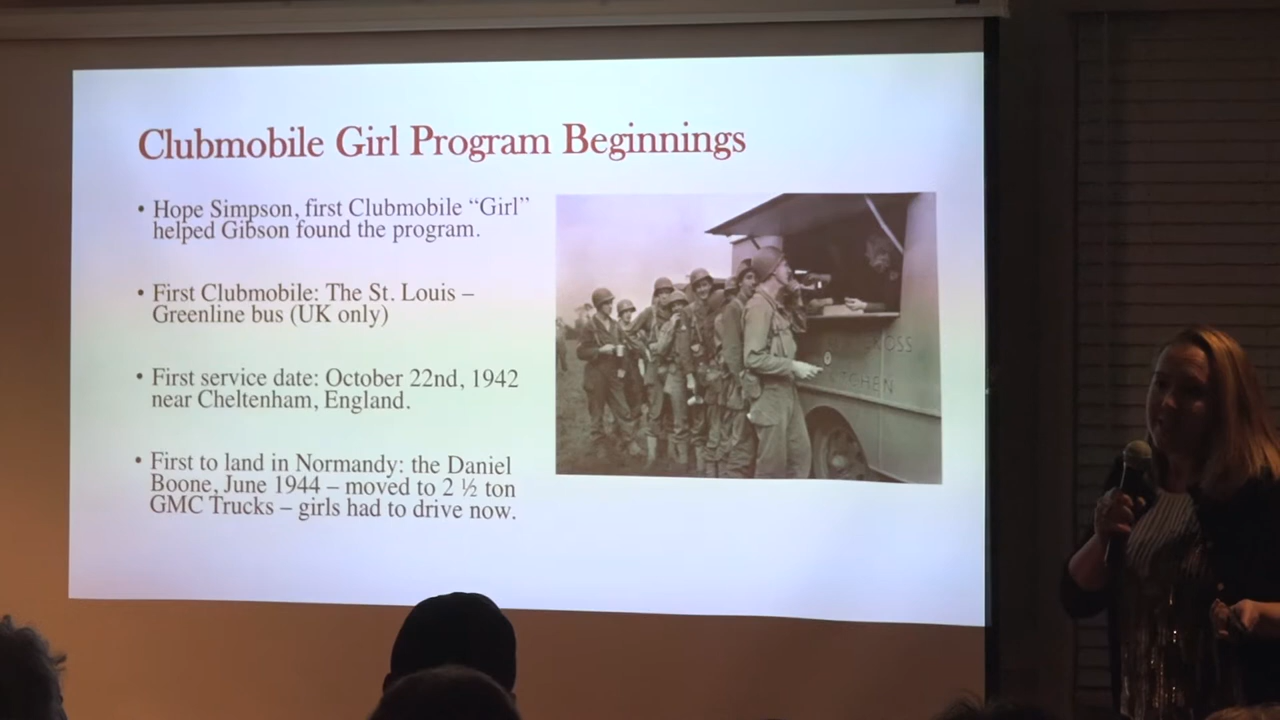 Clubmobile Girl Program Beginnings
• Hope Simpson, first Clubmobile “Girl”
helped Gibson found the program.
• First Clubmobile: The St. Louis –
Greenline bus (UK only)
• First service date: October 22nd, 1942
near Cheltenham, England.
• First to land in Normandy: the Daniel
Boone, June 1944 – moved to 2 ½ ton
GMC Trucks – girls had to drive now.